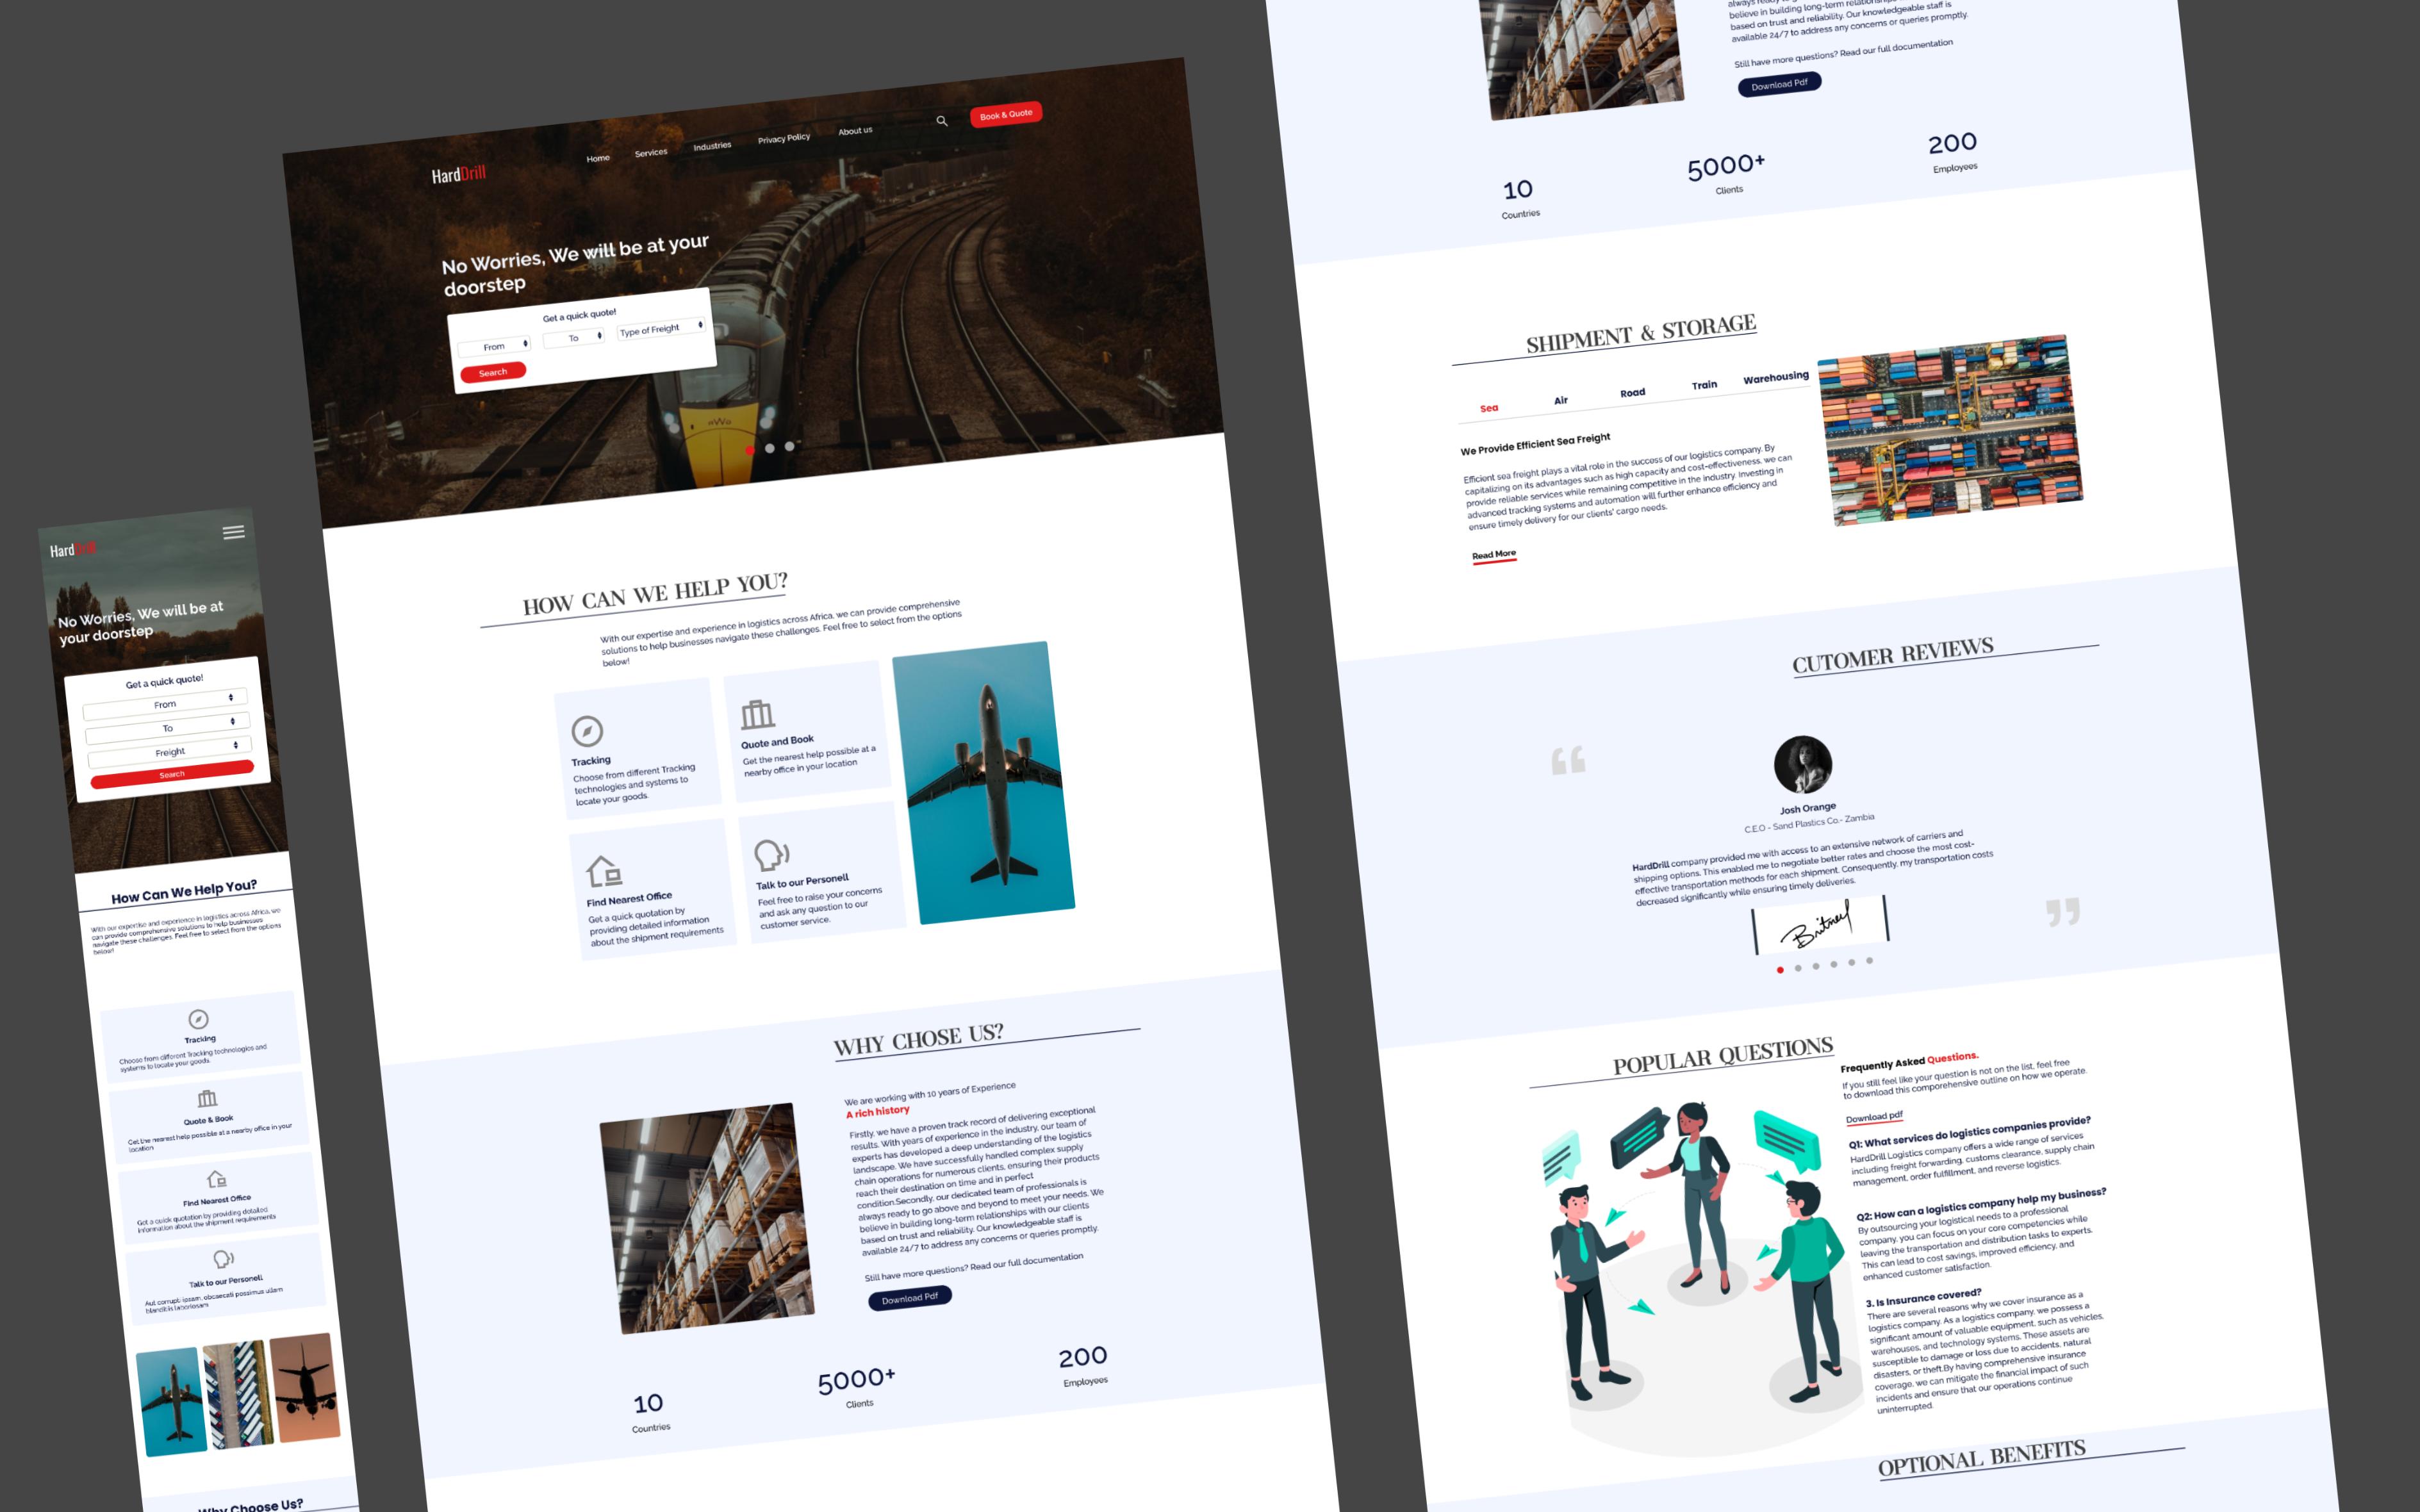 HardDrill
No Worries, We will be at
your doorstep
Get a quick quote!
From
To
Freight
Search
How Can We Help You?
With our expertise and experience in logistics across Africa, we
can provide comprehensive solutions to help businesses
navigate these challenges. Feel free to select from the options
below!
Tracking
Choose from different Tracking technologies and
systems to locate your goods.
Quote & Book
Get the nearest help possible at a nearby office in your
location
Find Nearest Office
Get a quick quotation by providing detailed
information about the shipment requirements
Talk to our Personell
Aut corrupti ipsam, obcaecati possimus ullam
blanditiis laboriosam
Why Choose Us?
HardDrill
Home
Services
Industries
Privacy Policy
About us
Book & Quote
No Worries, We will be at your
doorstep
Get a quick quote!
From
To
Type of Freight
Search
HOW CAN WE HELP YOU?
With our expertise and experience in logistics across Africa, we can provide comprehensive
solutions to help businesses navigate these challenges. Feel free to select from the options
below!
Tracking
Choose from different Tracking
technologies and systems to
locate your goods.
Quote and Book
Get the nearest help possible at a
nearby office in your location
Find Nearest Office
Get a quick quotation by
providing detailed information
about the shipment requirements
Talk to our Personell
Feel free to raise your concerns
and ask any question to our
customer service.
WHY CHOSE US?
We are working with 10 years of Experience
A rich history
Firstly, we have a proven track record of delivering exceptional
results. With years of experience in the industry, our team of
experts has developed a deep understanding of the logistics
landscape. We have successfully handled complex supply
chain operations for numerous clients, ensuring their products
reach their destination on time and in perfect
condition.Secondly, our dedicated team of professionals is
always ready to go above and beyond to meet your needs. We
believe in building long-term relationships with our clients
based on trust and reliability. Our knowledgeable staff is
available 24/7 to address any concerns or queries promptly.
Still have more questions? Read our full documentation
Download Pdf
10
Countries
5000+
Clients
200
Employees
believe in building long-term
based on trust and reliability. Our knowledgeable staff is
available 24/7 to address any concerns or queries promptly.
Still have more questions? Read our full documentation
Download Pdf
10
Countries
5000+
Clients
200
Employees
SHIPMENT & STORAGE
Sea
Air
Road
Train
Warehousing
We Provide Efficient Sea Freight
Efficient sea freight plays a vital role in the success of our logistics company. By
capitalizing on its advantages such as high capacity and cost-effectiveness, we can
provide reliable services while remaining competitive in the industry. Investing in
advanced tracking systems and automation will further enhance efficiency and
ensure timely delivery for our clients' cargo needs.
Read More
CUTOMER REVIEWS
Josh Orange
C.E.O - Sand Plastics Co.- Zambia
HardDrill company provided me with access to an extensive network of carriers and
shipping options. This enabled me to negotiate better rates and choose the most cost-
effective transportation methods for each shipment. Consequently, my transportation costs
decreased significantly while ensuring timely deliveries.
Britney
POPULAR QUESTIONS
Frequently Asked Questions.
If you still feel like your question is not on the list, feel free
to download this comporehensive outline on how we operate.
Download pdf
Q1: What services do logistics companies provide?
HardDrill Logistics company offers a wide range of services
including freight forwarding, customs clearance, supply chain
management, order fulfillment, and reverse logistics.
Q2: How can a logistics company help my business?
By outsourcing your logistical needs to a professional
company, you can focus on your core competencies while
leaving the transportation and distribution tasks to experts.
This can lead to cost savings, improved efficiency, and
enhanced customer satisfaction.
3. Is Insurance covered?
There are several reasons why we cover insurance as a
logistics company. As a logistics company, we possess a
significant amount of valuable equipment, such as vehicles,
warehouses, and technology systems. These assets are
susceptible to damage or loss due to accidents, natural
disasters, or theft.By having comprehensive insurance
coverage, we can mitigate the financial impact of such
incidents and ensure that our operations continue
uninterrupted.
OPTIONAL BENEFITS